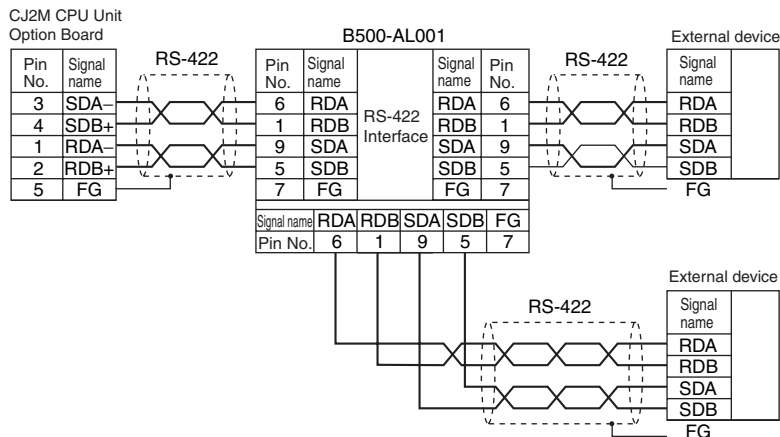 CJ2M CPU Unit
Option Board
RS-422
B500-AL001
RS-422
External device
Pin No. Signal name
3 SDA–
4 SDB+
1 RDA–
2 RDB+
5 FG
Pin No. Signal name
6 RDA
1 RDB
9 SDA
5 SDB
7 FG
RS-422
Interface
Signal name Pin No.
RDA 6
RDB 1
SDA 9
SDB 5
FG 7
Signal name
RDA
RDB
SDA
SDB
FG
Signal name RDA RDB SDA SDB FG
Pin No. 6 1 9 5 7
External device
RS-422
Signal name
RDA
RDB
SDA
SDB
FG